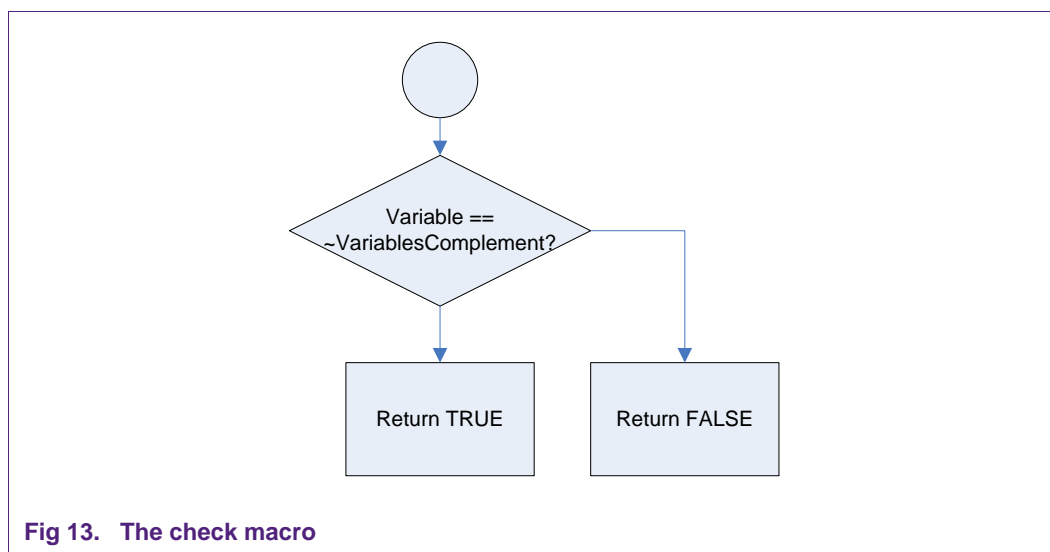 Variable ==
~VariablesComplement?
Return TRUE
Return FALSE
Fig 13. The check macro